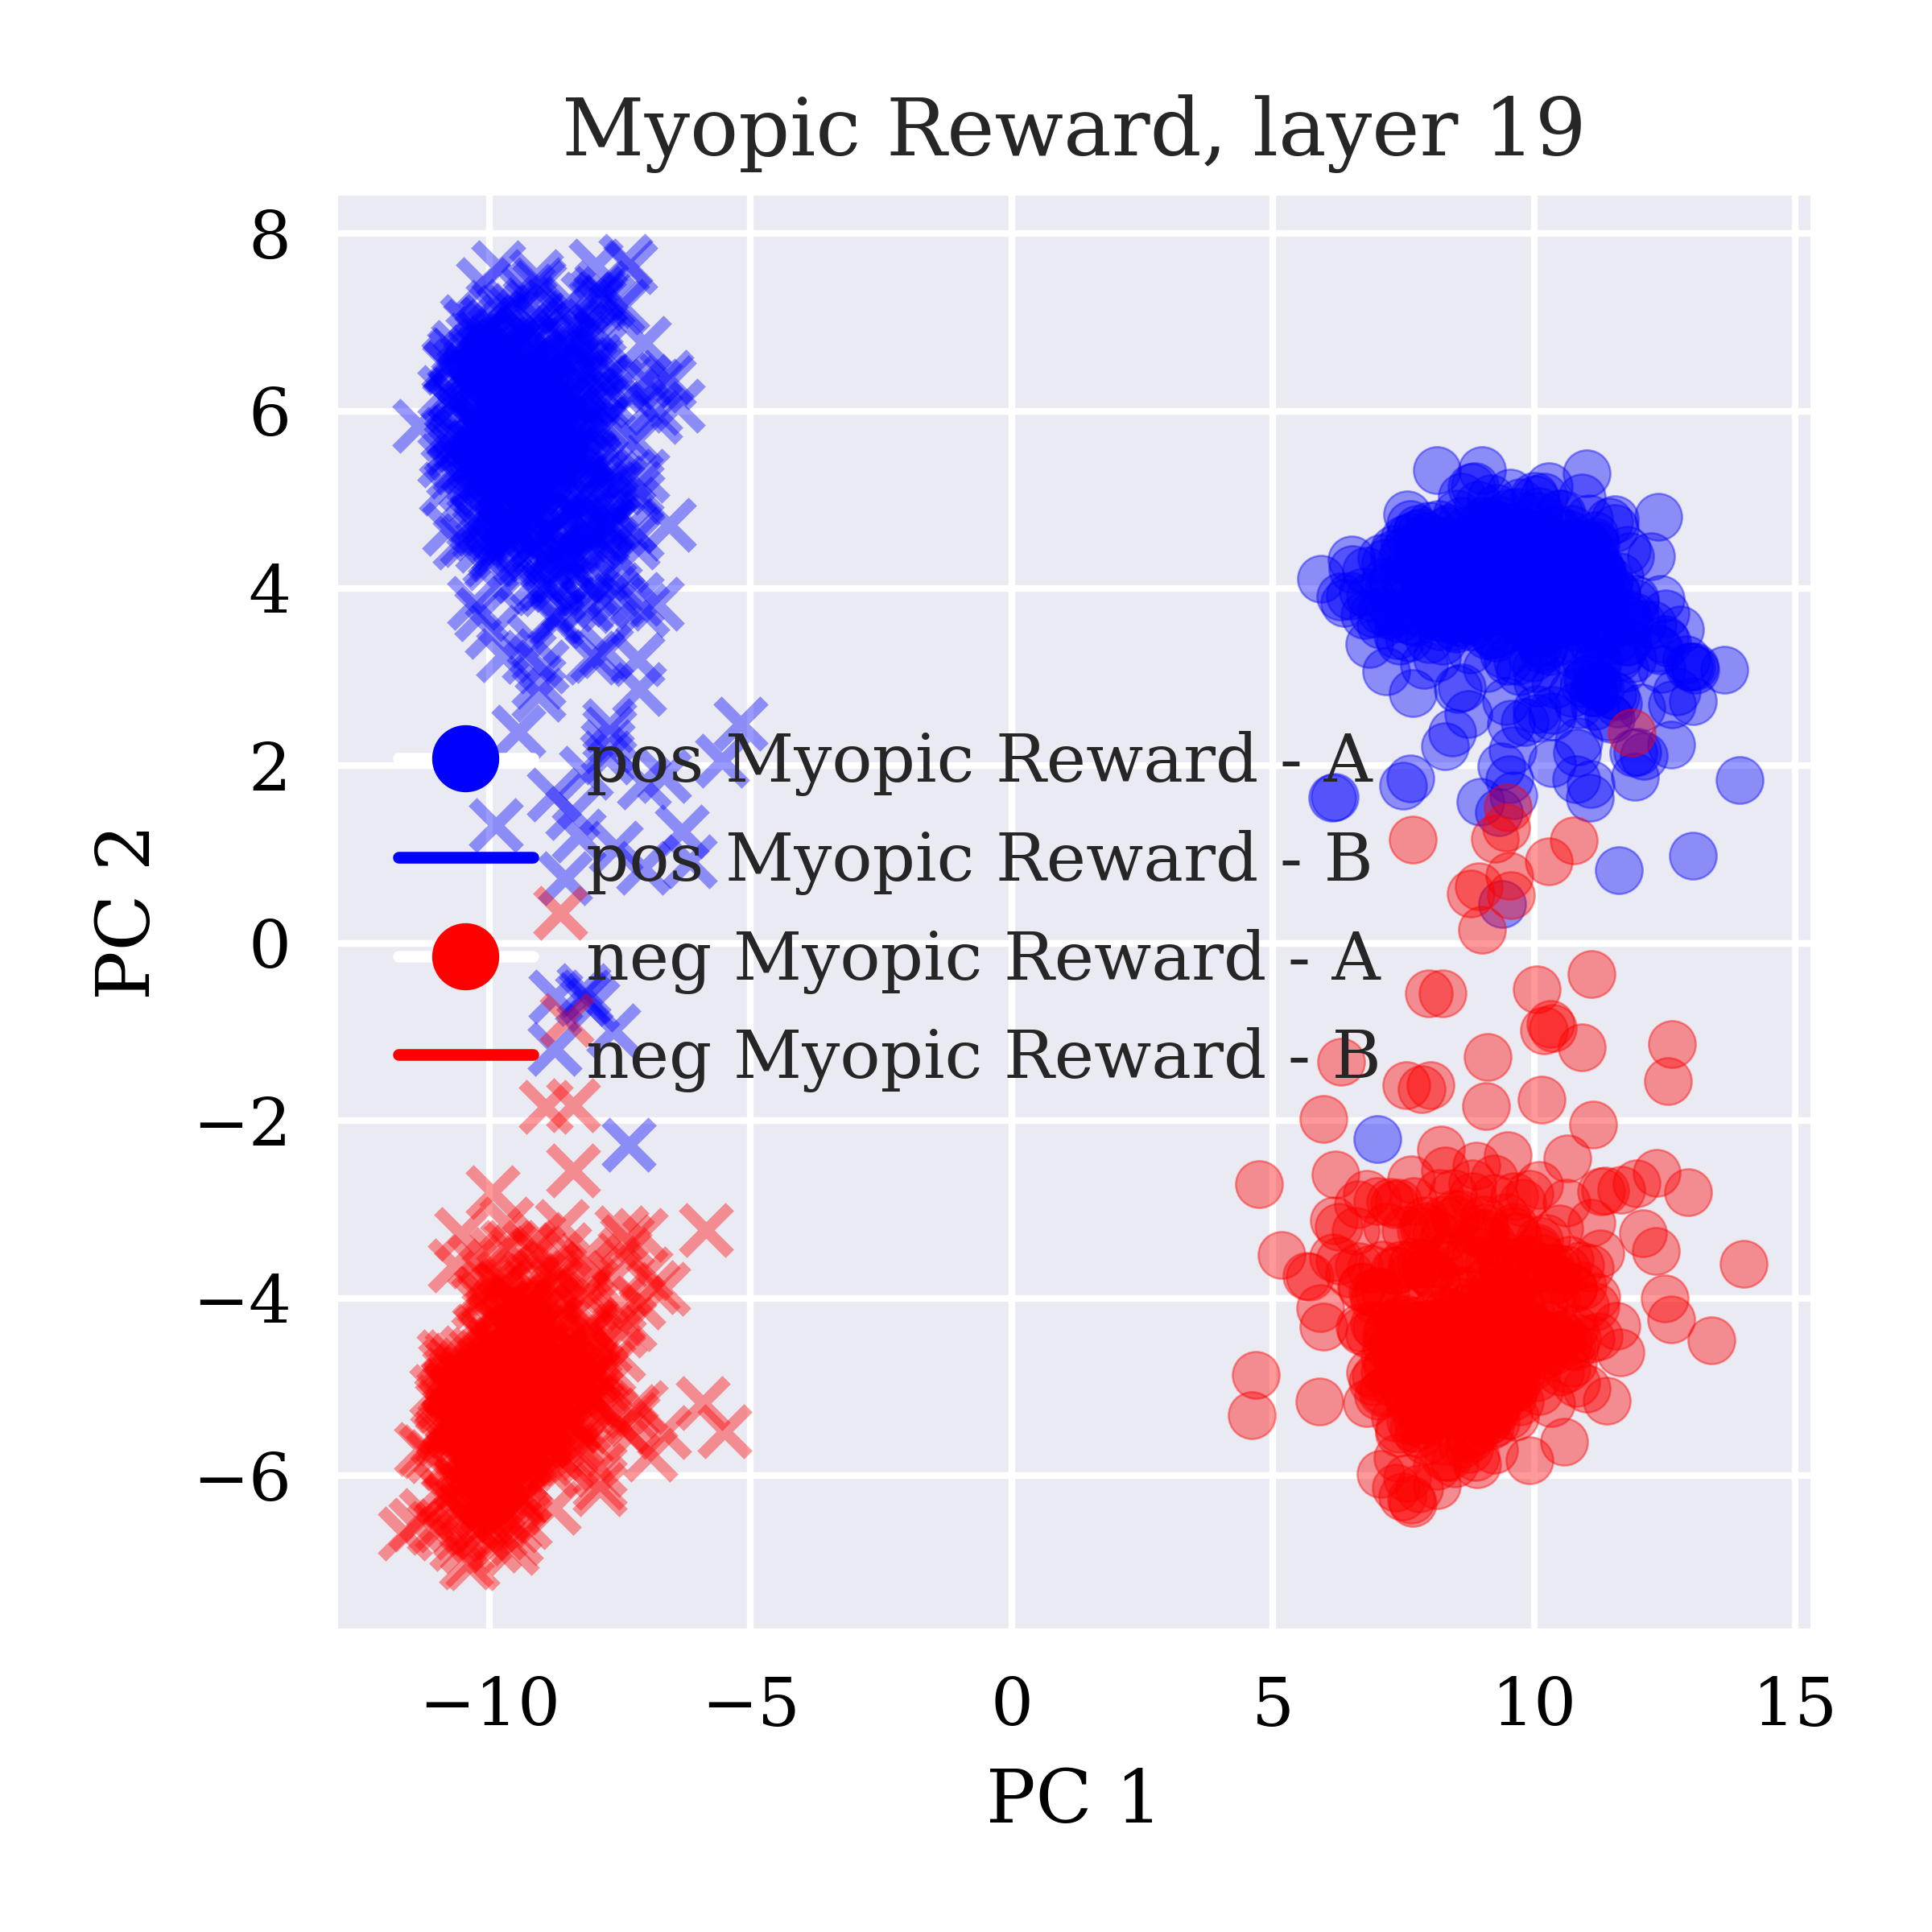 Myopic Reward, layer 19
8
6
4
2
0
−2
−4
−6
PC 2
pos Myopic Reward - A
pos Myopic Reward - B
neg Myopic Reward - A
neg Myopic Reward - B
−10 −5 0 5 10 15
PC 1